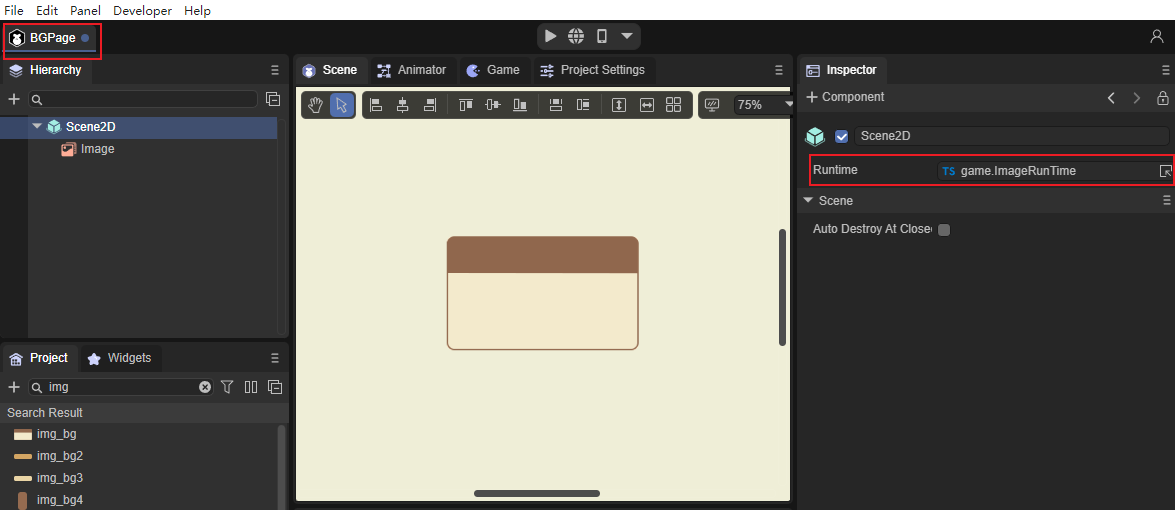 File Edit Panel Developer Help
BGPage
Hierarchy
Scene2D
Image
Project Widgets
img
Search Result
img_bg
img_bg2
img_bg3
img_bg4
Scene Animator Game Project Settings
75%
Inspector
Component
Scene2D
Runtime TS game.ImageRunTime
Scene
Auto Destroy At Close